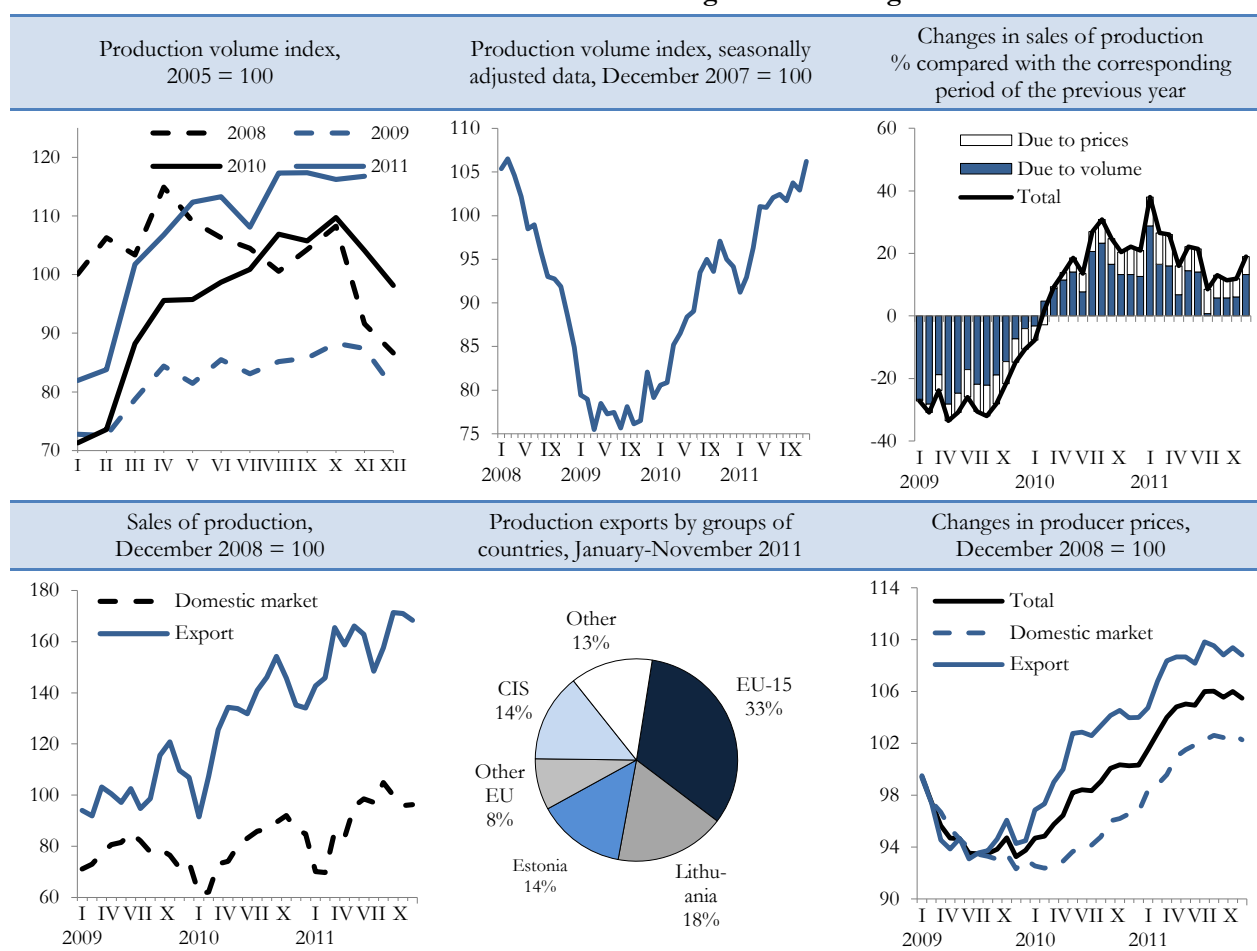 Production volume index,
2005 = 100
Production volume index, seasonally
adjusted data, December 2007 = 100
Changes in sales of production
% compared with the corresponding
period of the previous year
2008
2009
2010
2011
120
110
100
90
80
70
I II III IV V VI VII VIII IX X XI XII
110
105
100
95
90
85
80
75
I V IX I V IX I V IX I V IX
2008 2009 2010 2011
60
40
20
0
-20
-40
Due to prices
Due to volume
Total
I IV VII X I IV VII X I IV VII X
2009 2010 2011
Sales of production,
December 2008 = 100
Production exports by groups of
countries, January-November 2011
Changes in producer prices,
December 2008 = 100
180
160
140
120
100
80
60
Domestic market
Export
I IV VII X I IV VII X I IV VII X
2009 2010 2011
Other
13%
EU-15
33%
CIS
14%
Other
EU
8%
Estonia
14%
Lithu-
ania
18%
114
110
106
102
98
94
90
Total
Domestic market
Export
I IV VII X I IV VII X I IV VII X
2009 2010 2011